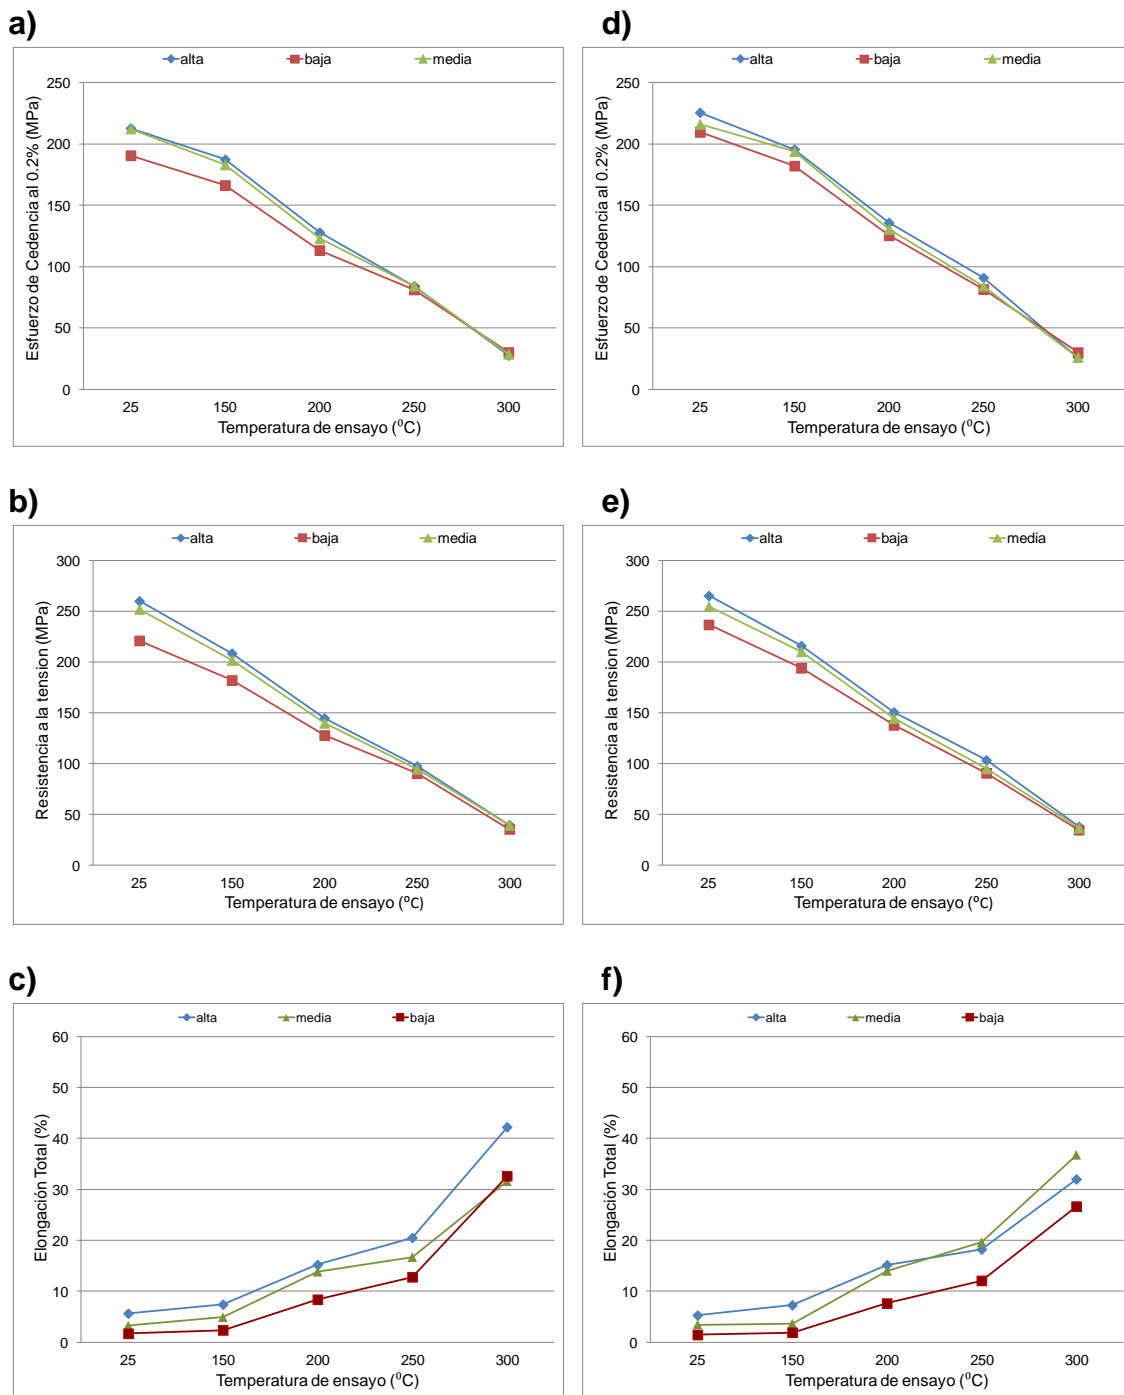 a)
alta baja media
Esfuerzo de Cedencia al 0.2% (MPa)
250
200
150
100
50
0
25 150 200 250 300
Temperatura de ensayo (⁰C)
d)
alta baja media
Esfuerzo de Cedencia al 0.2% (MPa)
250
200
150
100
50
0
25 150 200 250 300
Temperatura de ensayo (⁰C)
b)
alta baja media
Resistencia a la tension (MPa)
300
250
200
150
100
50
0
25 150 200 250 300
Temperatura de ensayo (ºC)
e)
alta baja media
Resistencia a la tension (MPa)
300
250
200
150
100
50
0
25 150 200 250 300
Temperatura de ensayo (ºC)
c)
alta media baja
Elongación Total (%)
60
50
40
30
20
10
0
25 150 200 250 300
Temperatura de ensayo (⁰C)
f)
alta media baja
Elongación Total (%)
60
50
40
30
20
10
0
25 150 200 250 300
Temperatura de ensayo (⁰C)